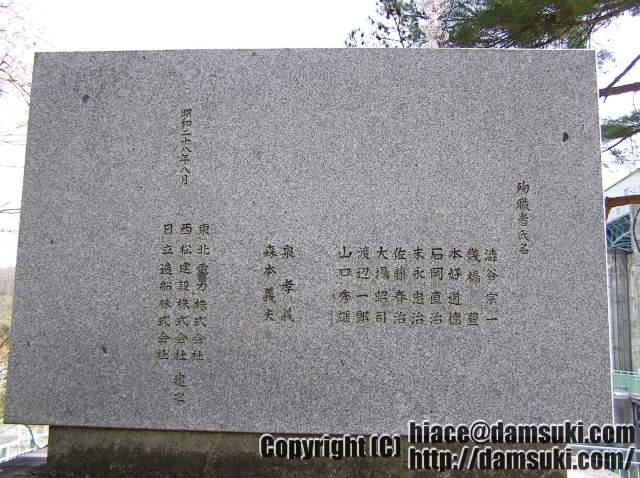 殉職者氏名
澁谷宗一
幾橋豊
本好道德
石岡直治
末永忠治
佐藤春治
大場昭司
渡辺一郎
山口秀雄
泉孝義
森本義夫
昭和二十八年八月
東北電力株式会社
西松建設株式会社 建之
日立造船株式会社
Copyright (C) hiace@damsuki.com
http://damsuki.com/